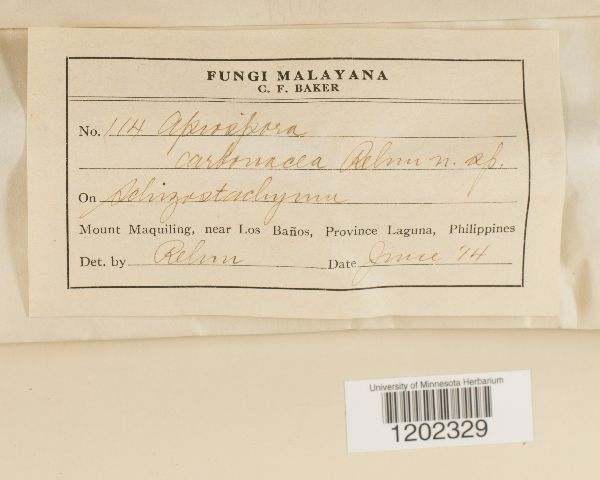 FUNGI MALAYANA
C. F. BAKER
No. 114 Apiospora
carbonacea Rehm n. sp.
On Schizostachyum
Mount Maquiling, near Los Baños, Province Laguna, Philippines
Det. by Rehm Date June '14
University of Minnesota Herbarium
1202329